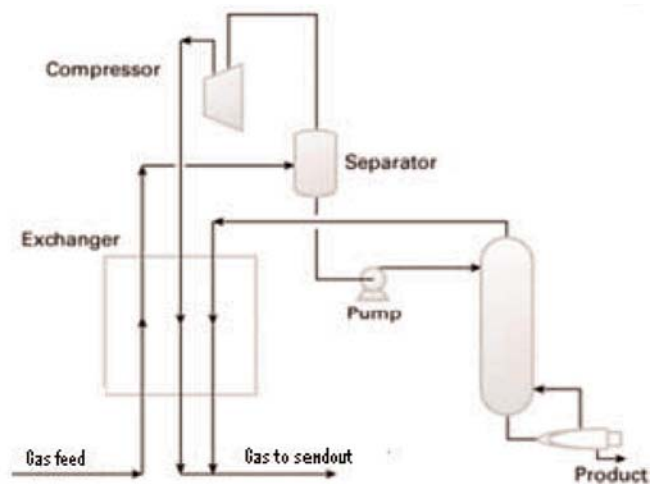 Compressor
Separator
Exchanger
Pump
Gas feed
Gas to sendout
Product